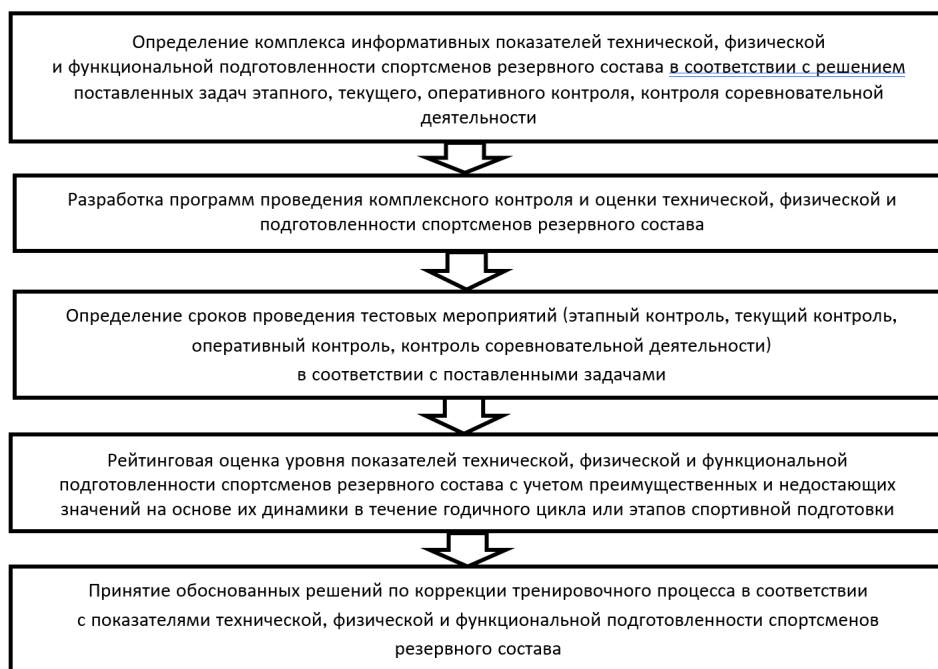 Определение комплекса информативных показателей технической, физической
и функциональной подготовленности спортсменов резервного состава в соответствии с решением
поставленных задач этапного, текущего, оперативного контроля, контроля соревновательной
деятельности
Разработка программ проведения комплексного контроля и оценки технической, физической и
подготовленности спортсменов резервного состава
Определение сроков проведения тестовых мероприятий (этапный контроль, текущий контроль,
оперативный контроль, контроль соревновательной деятельности)
в соответствии с поставленными задачами
Рейтинговая оценка уровня показателей технической, физической и функциональной
подготовленности спортсменов резервного состава с учетом преимущественных и недостающих
значений на основе их динамики в течение годичного цикла или этапов спортивной подготовки
Принятие обоснованных решений по коррекции тренировочного процесса в соответствии
с показателями технической, физической и функциональной подготовленности спортсменов
резервного состава